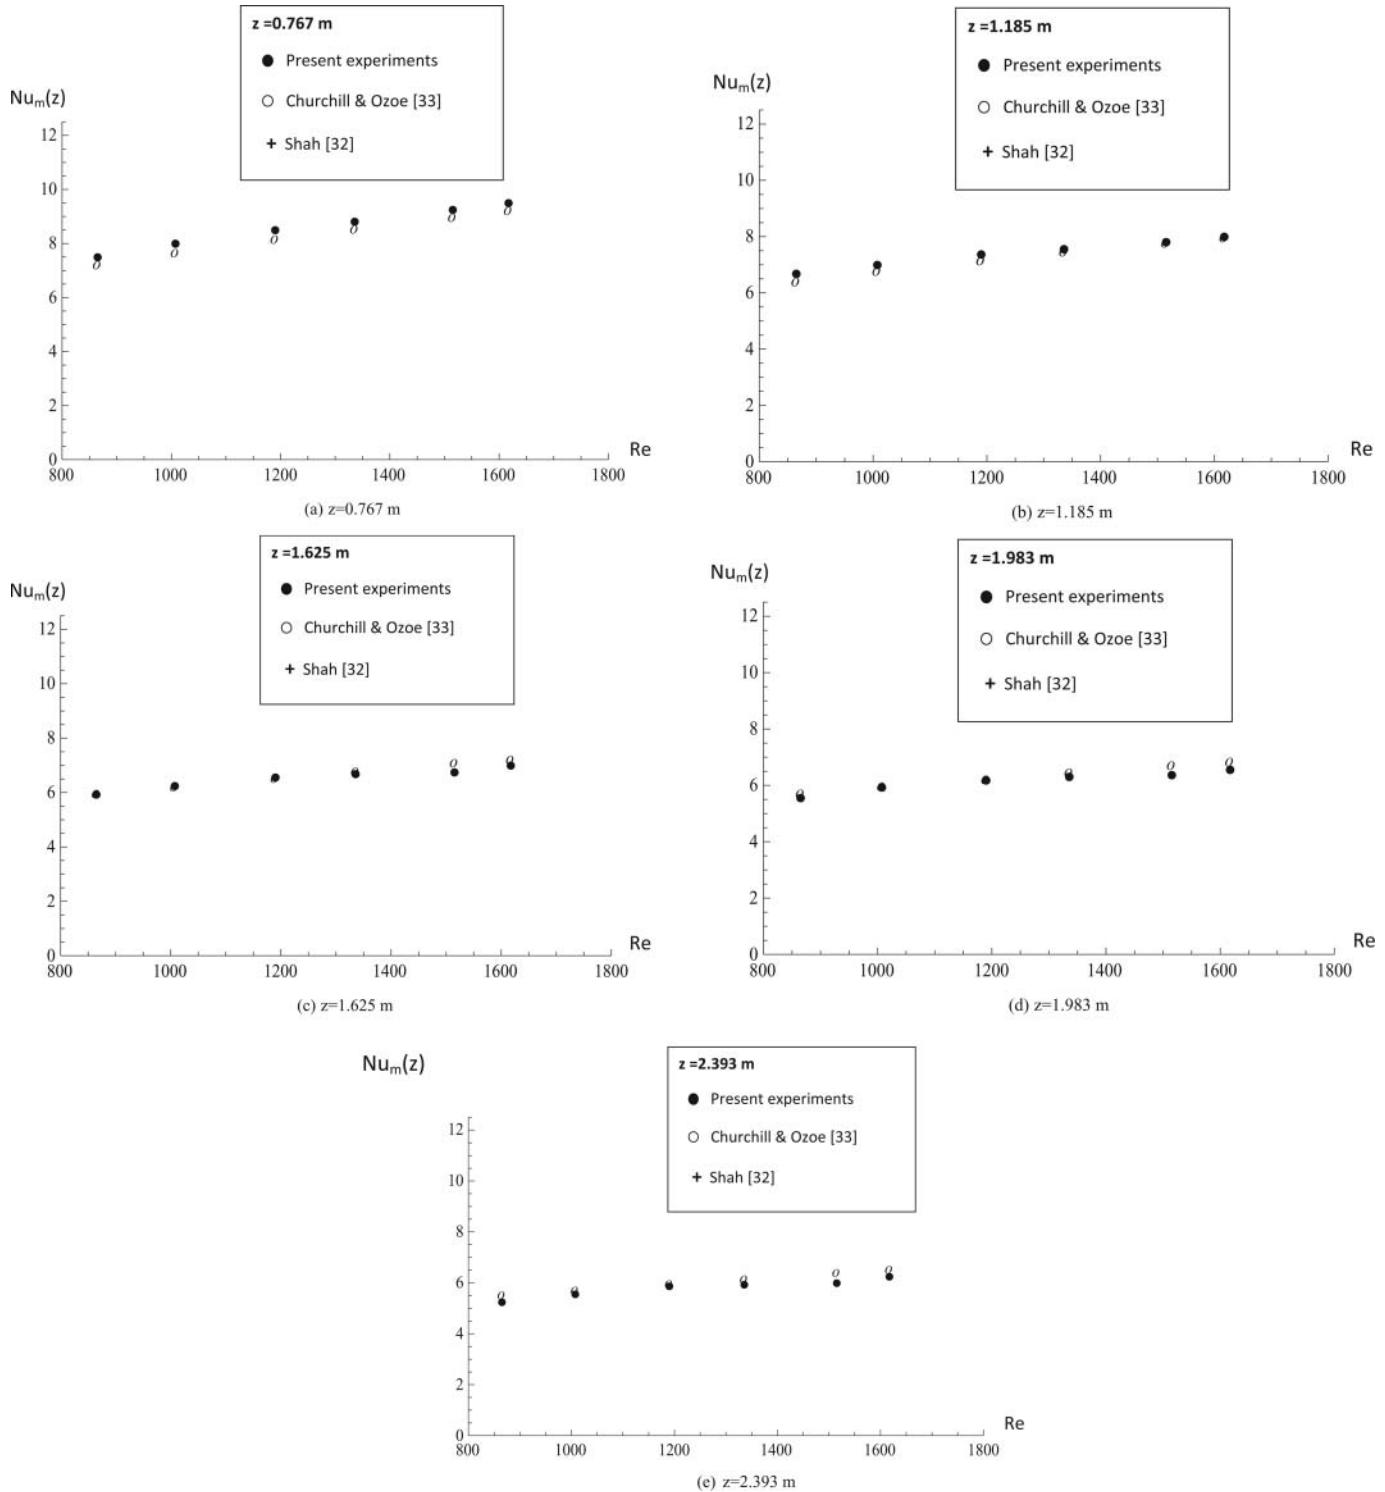 z =0.767 m
● Present experiments
○ Churchill & Ozoe [33]
+ Shah [32]
Nu_m(z)
12
10
8
6
4
2
0
800 1000 1200 1400 1600 1800
Re
(a) z=0.767 m
z =1.185 m
● Present experiments
○ Churchill & Ozoe [33]
+ Shah [32]
Nu_m(z)
12
10
8
6
4
2
0
800 1000 1200 1400 1600 1800
Re
(b) z=1.185 m
z =1.625 m
● Present experiments
○ Churchill & Ozoe [33]
+ Shah [32]
Nu_m(z)
12
10
8
6
4
2
0
800 1000 1200 1400 1600 1800
Re
(c) z=1.625 m
z =1.983 m
● Present experiments
○ Churchill & Ozoe [33]
+ Shah [32]
Nu_m(z)
12
10
8
6
4
2
0
800 1000 1200 1400 1600 1800
Re
(d) z=1.983 m
z =2.393 m
● Present experiments
○ Churchill & Ozoe [33]
+ Shah [32]
Nu_m(z)
12
10
8
6
4
2
0
800 1000 1200 1400 1600 1800
Re
(e) z=2.393 m